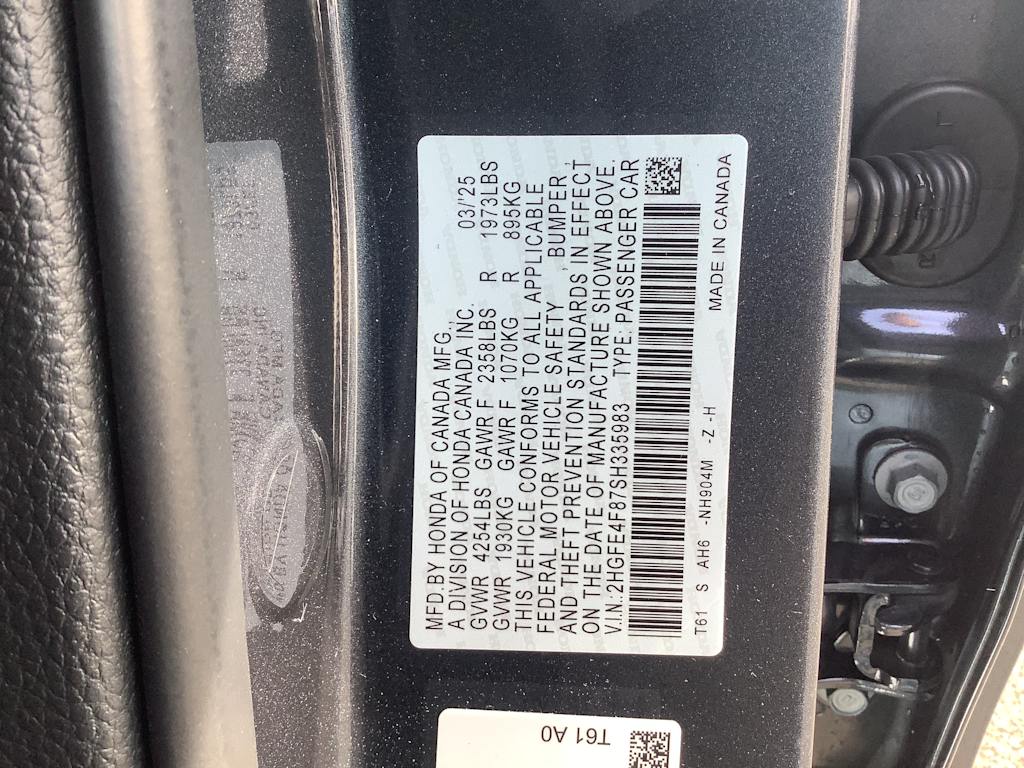 MFD.BY HONDA OF CANADA MFG., 03/'25
A DIVISION OF HONDA CANADA INC.
GVWR 4254LBS GAWR F 2358LBS R 1973LBS
GVWR 1930KG GAWR F 1070KG R 895KG
THIS VEHICLE CONFORMS TO ALL APPLICABLE
FEDERAL MOTOR VEHICLE SAFETY , BUMPER ,
AND THEFT PREVENTION STANDARDS IN EFFECT
ON THE DATE OF MANUFACTURE SHOWN ABOVE.
V.I.N.:2HGFE4F87SH335983 TYPE: PASSENGER CAR
T61 S AH6 -NH904M -Z -H MADE IN CANADA
T61 A0
L